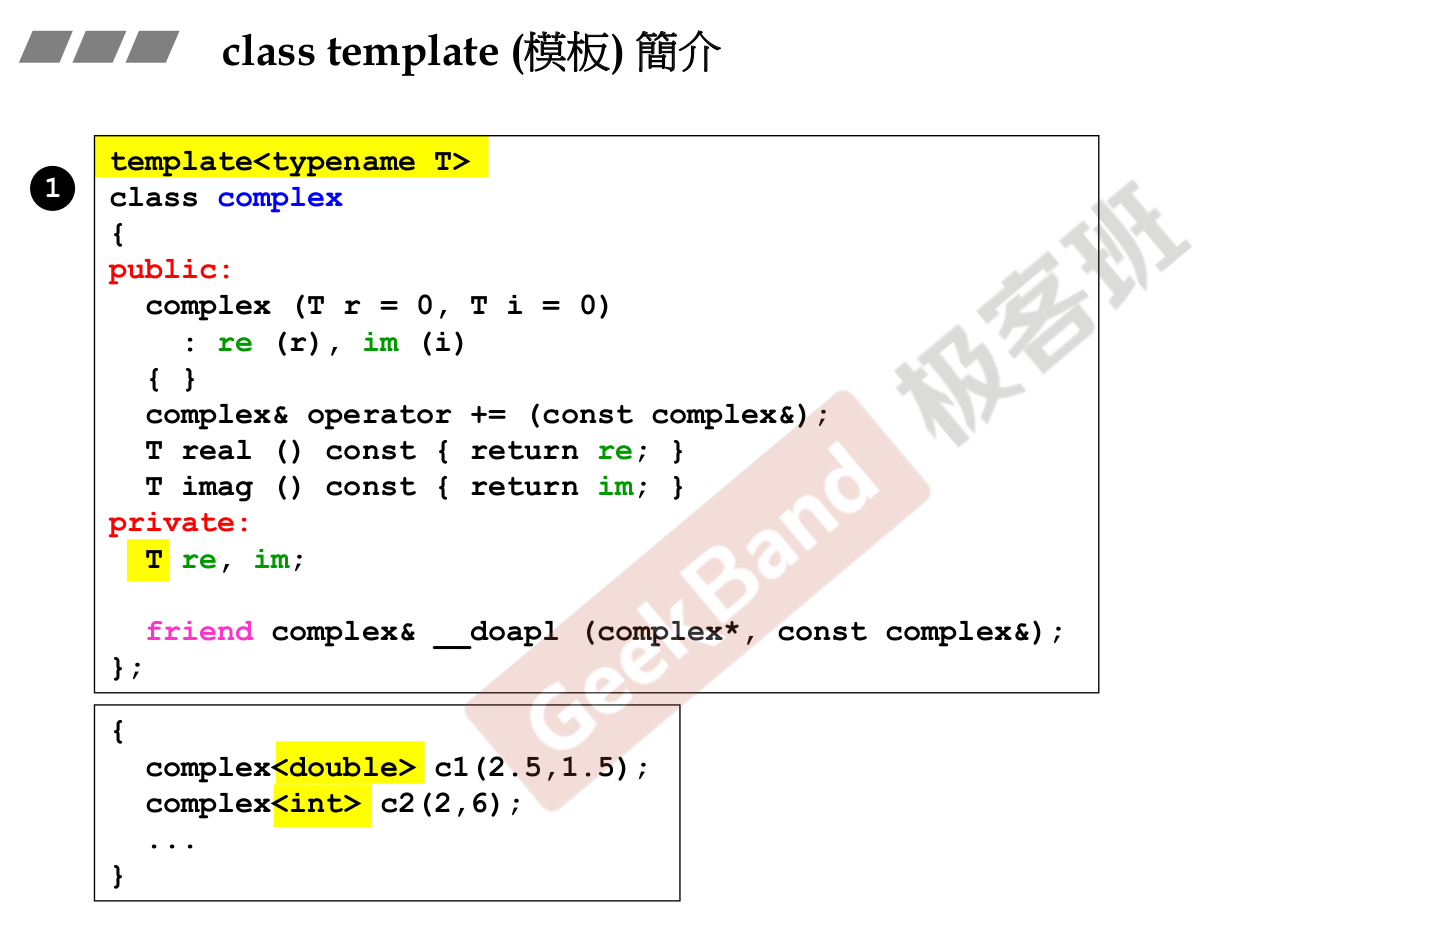 class template (模板) 簡介
1
template<typename T>
class complex
{
public:
  complex (T r = 0, T i = 0)
    : re (r), im (i)
  { }
  complex& operator += (const complex&);
  T real () const { return re; }
  T imag () const { return im; }
private:
  T re, im;
  friend complex& __doapl (complex*, const complex&);
};
{
  complex<double> c1(2.5,1.5);
  complex<int> c2(2,6);
  ...
}
GeekBand 极客班